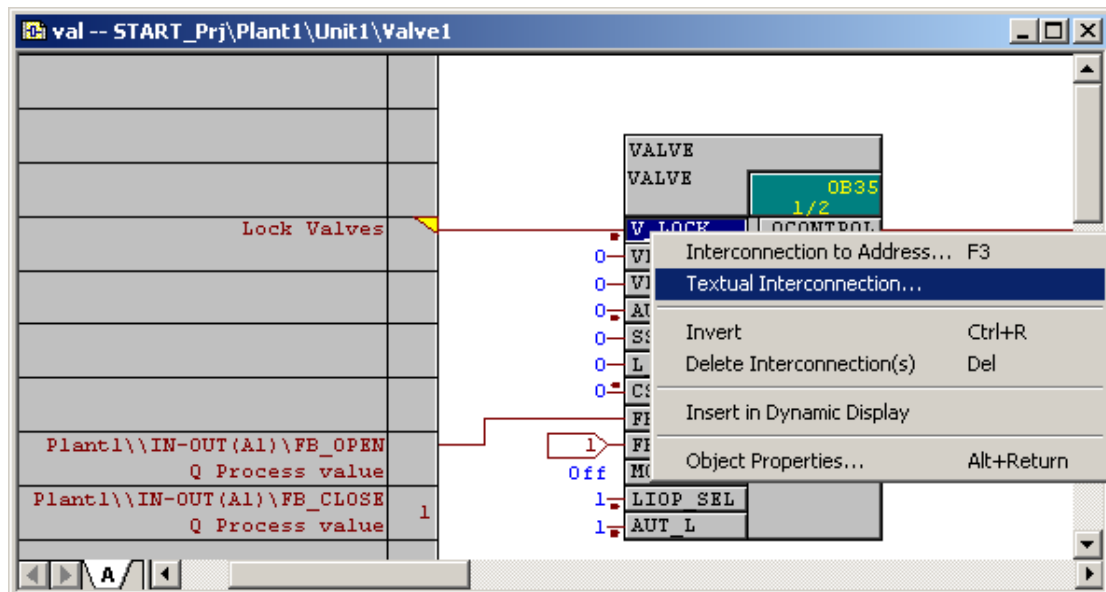 val -- START_Prj\Plant1\Unit1\Valve1
VALVE
VALVE
OB35
1/2
Lock Valves
V_LOCK
OCONTROL
0
0
0
0
0
0
L
Interconnection to Address... F3
Textual Interconnection...
Invert Ctrl+R
Delete Interconnection(s) Del
Insert in Dynamic Display
Object Properties... Alt+Return
Plant1\\IN-OUT(A1)\FB_OPEN
Q Process value
1
Off
Plant1\\IN-OUT(A1)\FB_CLOSE
Q Process value
1
1 LIOP_SEL
1 AUT_L
A